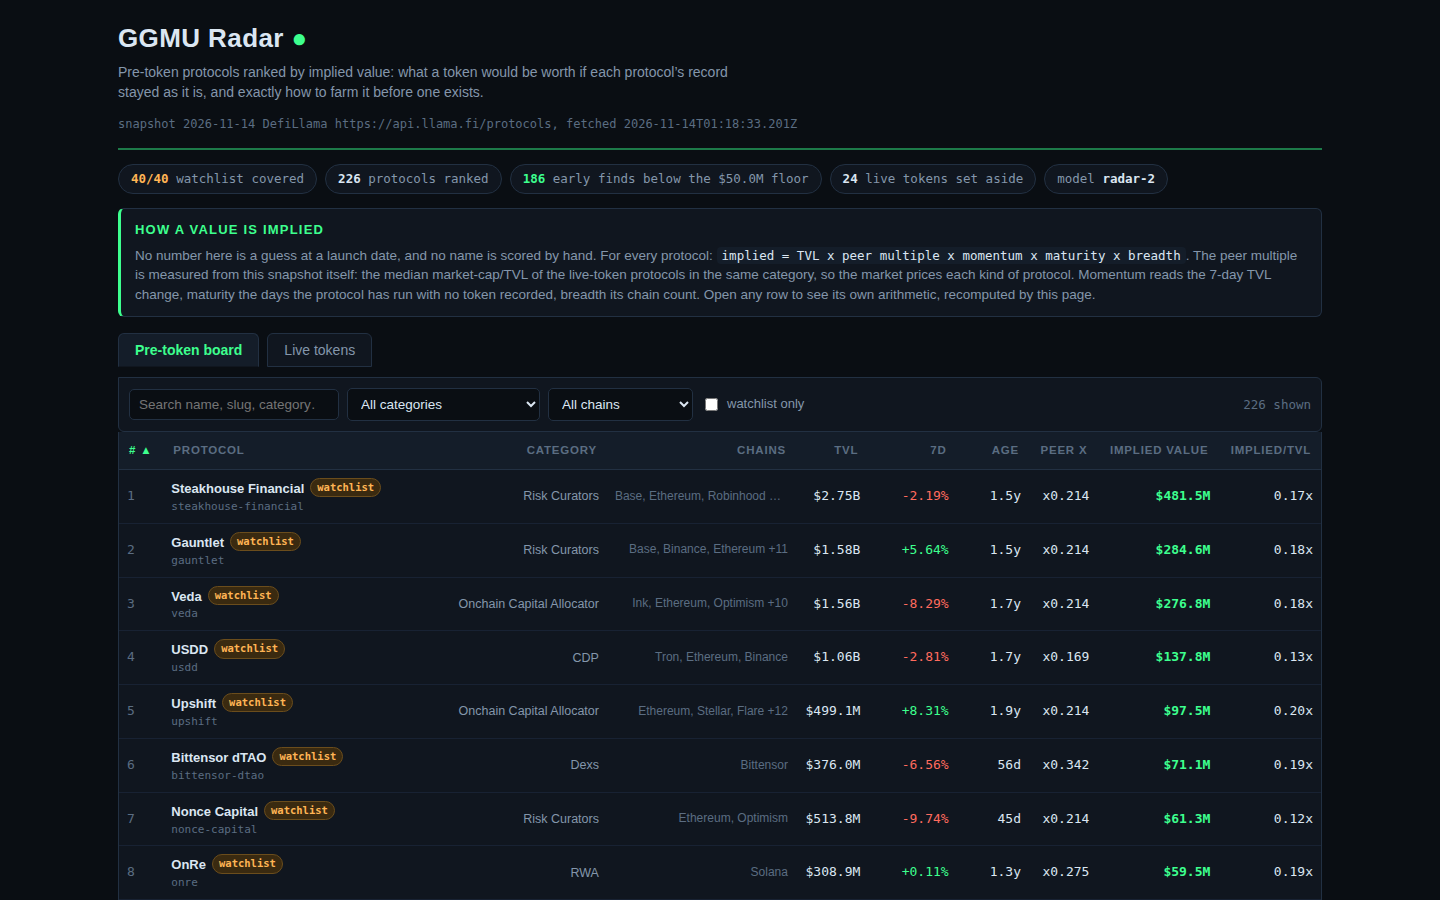 GGMU Radar
Pre-token protocols ranked by implied value: what a token would be worth if each protocol's record
stayed as it is, and exactly how to farm it before one exists.
snapshot 2026-11-14 DefiLlama https://api.llama.fi/protocols, fetched 2026-11-14T01:18:33.201Z
40/40 watchlist covered 226 protocols ranked 186 early finds below the $50.0M floor 24 live tokens set aside model radar-2
HOW A VALUE IS IMPLIED
No number here is a guess at a launch date, and no name is scored by hand. For every protocol: implied = TVL x peer multiple x momentum x maturity x breadth. The peer multiple
is measured from this snapshot itself: the median market-cap/TVL of the live-token protocols in the same category, so the market prices each kind of protocol. Momentum reads the 7-day TVL
change, maturity the days the protocol has run with no token recorded, breadth its chain count. Open any row to see its own arithmetic, recomputed by this page.
Pre-token board Live tokens
Search name, slug, category. All categories All chains watchlist only 226 shown
# ▲ PROTOCOL CATEGORY CHAINS TVL 7D AGE PEER X IMPLIED VALUE IMPLIED/TVL
1 Steakhouse Financial watchlist Risk Curators Base, Ethereum, Robinhood … $2.75B -2.19% 1.5y x0.214 $481.5M 0.17x
steakhouse-financial
2 Gauntlet watchlist Risk Curators Base, Binance, Ethereum +11 $1.58B +5.64% 1.5y x0.214 $284.6M 0.18x
gauntlet
3 Veda watchlist Onchain Capital Allocator Ink, Ethereum, Optimism +10 $1.56B -8.29% 1.7y x0.214 $276.8M 0.18x
veda
4 USDD watchlist CDP Tron, Ethereum, Binance $1.06B -2.81% 1.7y x0.169 $137.8M 0.13x
usdd
5 Upshift watchlist Onchain Capital Allocator Ethereum, Stellar, Flare +12 $499.1M +8.31% 1.9y x0.214 $97.5M 0.20x
upshift
6 Bittensor dTAO watchlist Dexs Bittensor $376.0M -6.56% 56d x0.342 $71.1M 0.19x
bittensor-dtao
7 Nonce Capital watchlist Risk Curators Ethereum, Optimism $513.8M -9.74% 45d x0.214 $61.3M 0.12x
nonce-capital
8 OnRe watchlist RWA Solana $308.9M +0.11% 1.3y x0.275 $59.5M 0.19x
onre